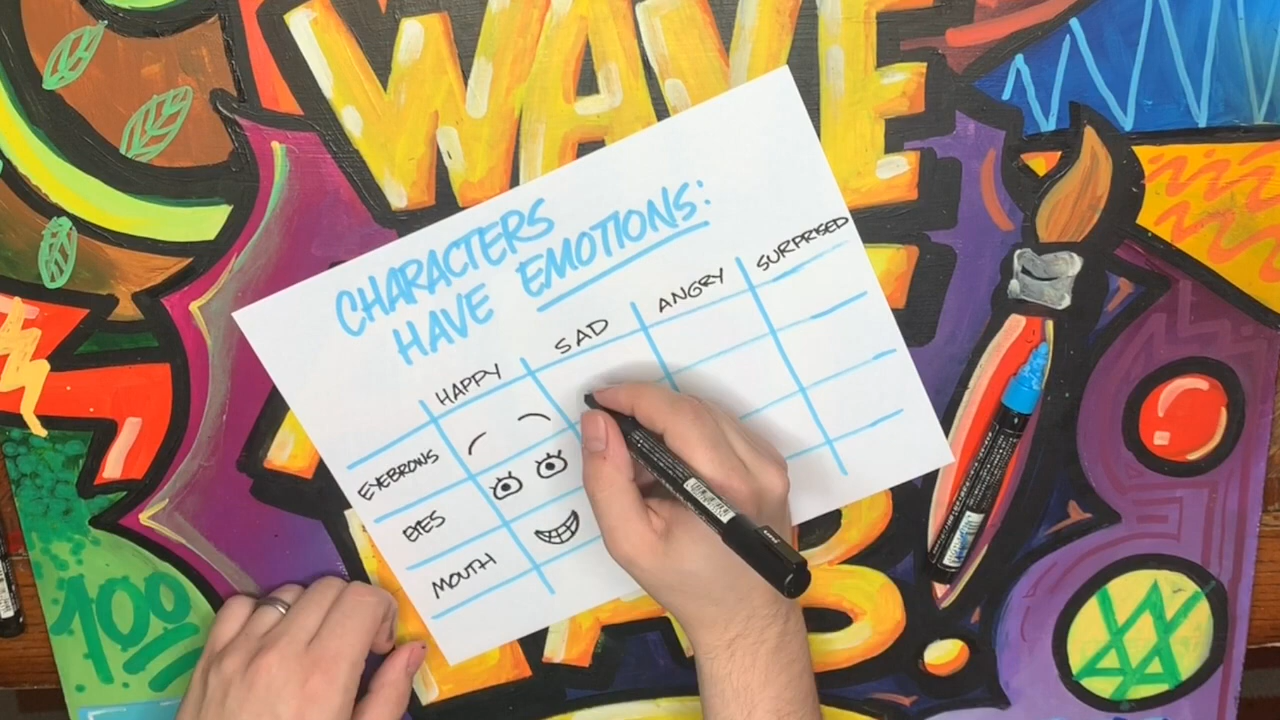 WAVE
CHARACTERS
HAVE EMOTIONS:
HAPPY SAD ANGRY SURPRISED
EYEBROWS
EYES
MOUTH
100